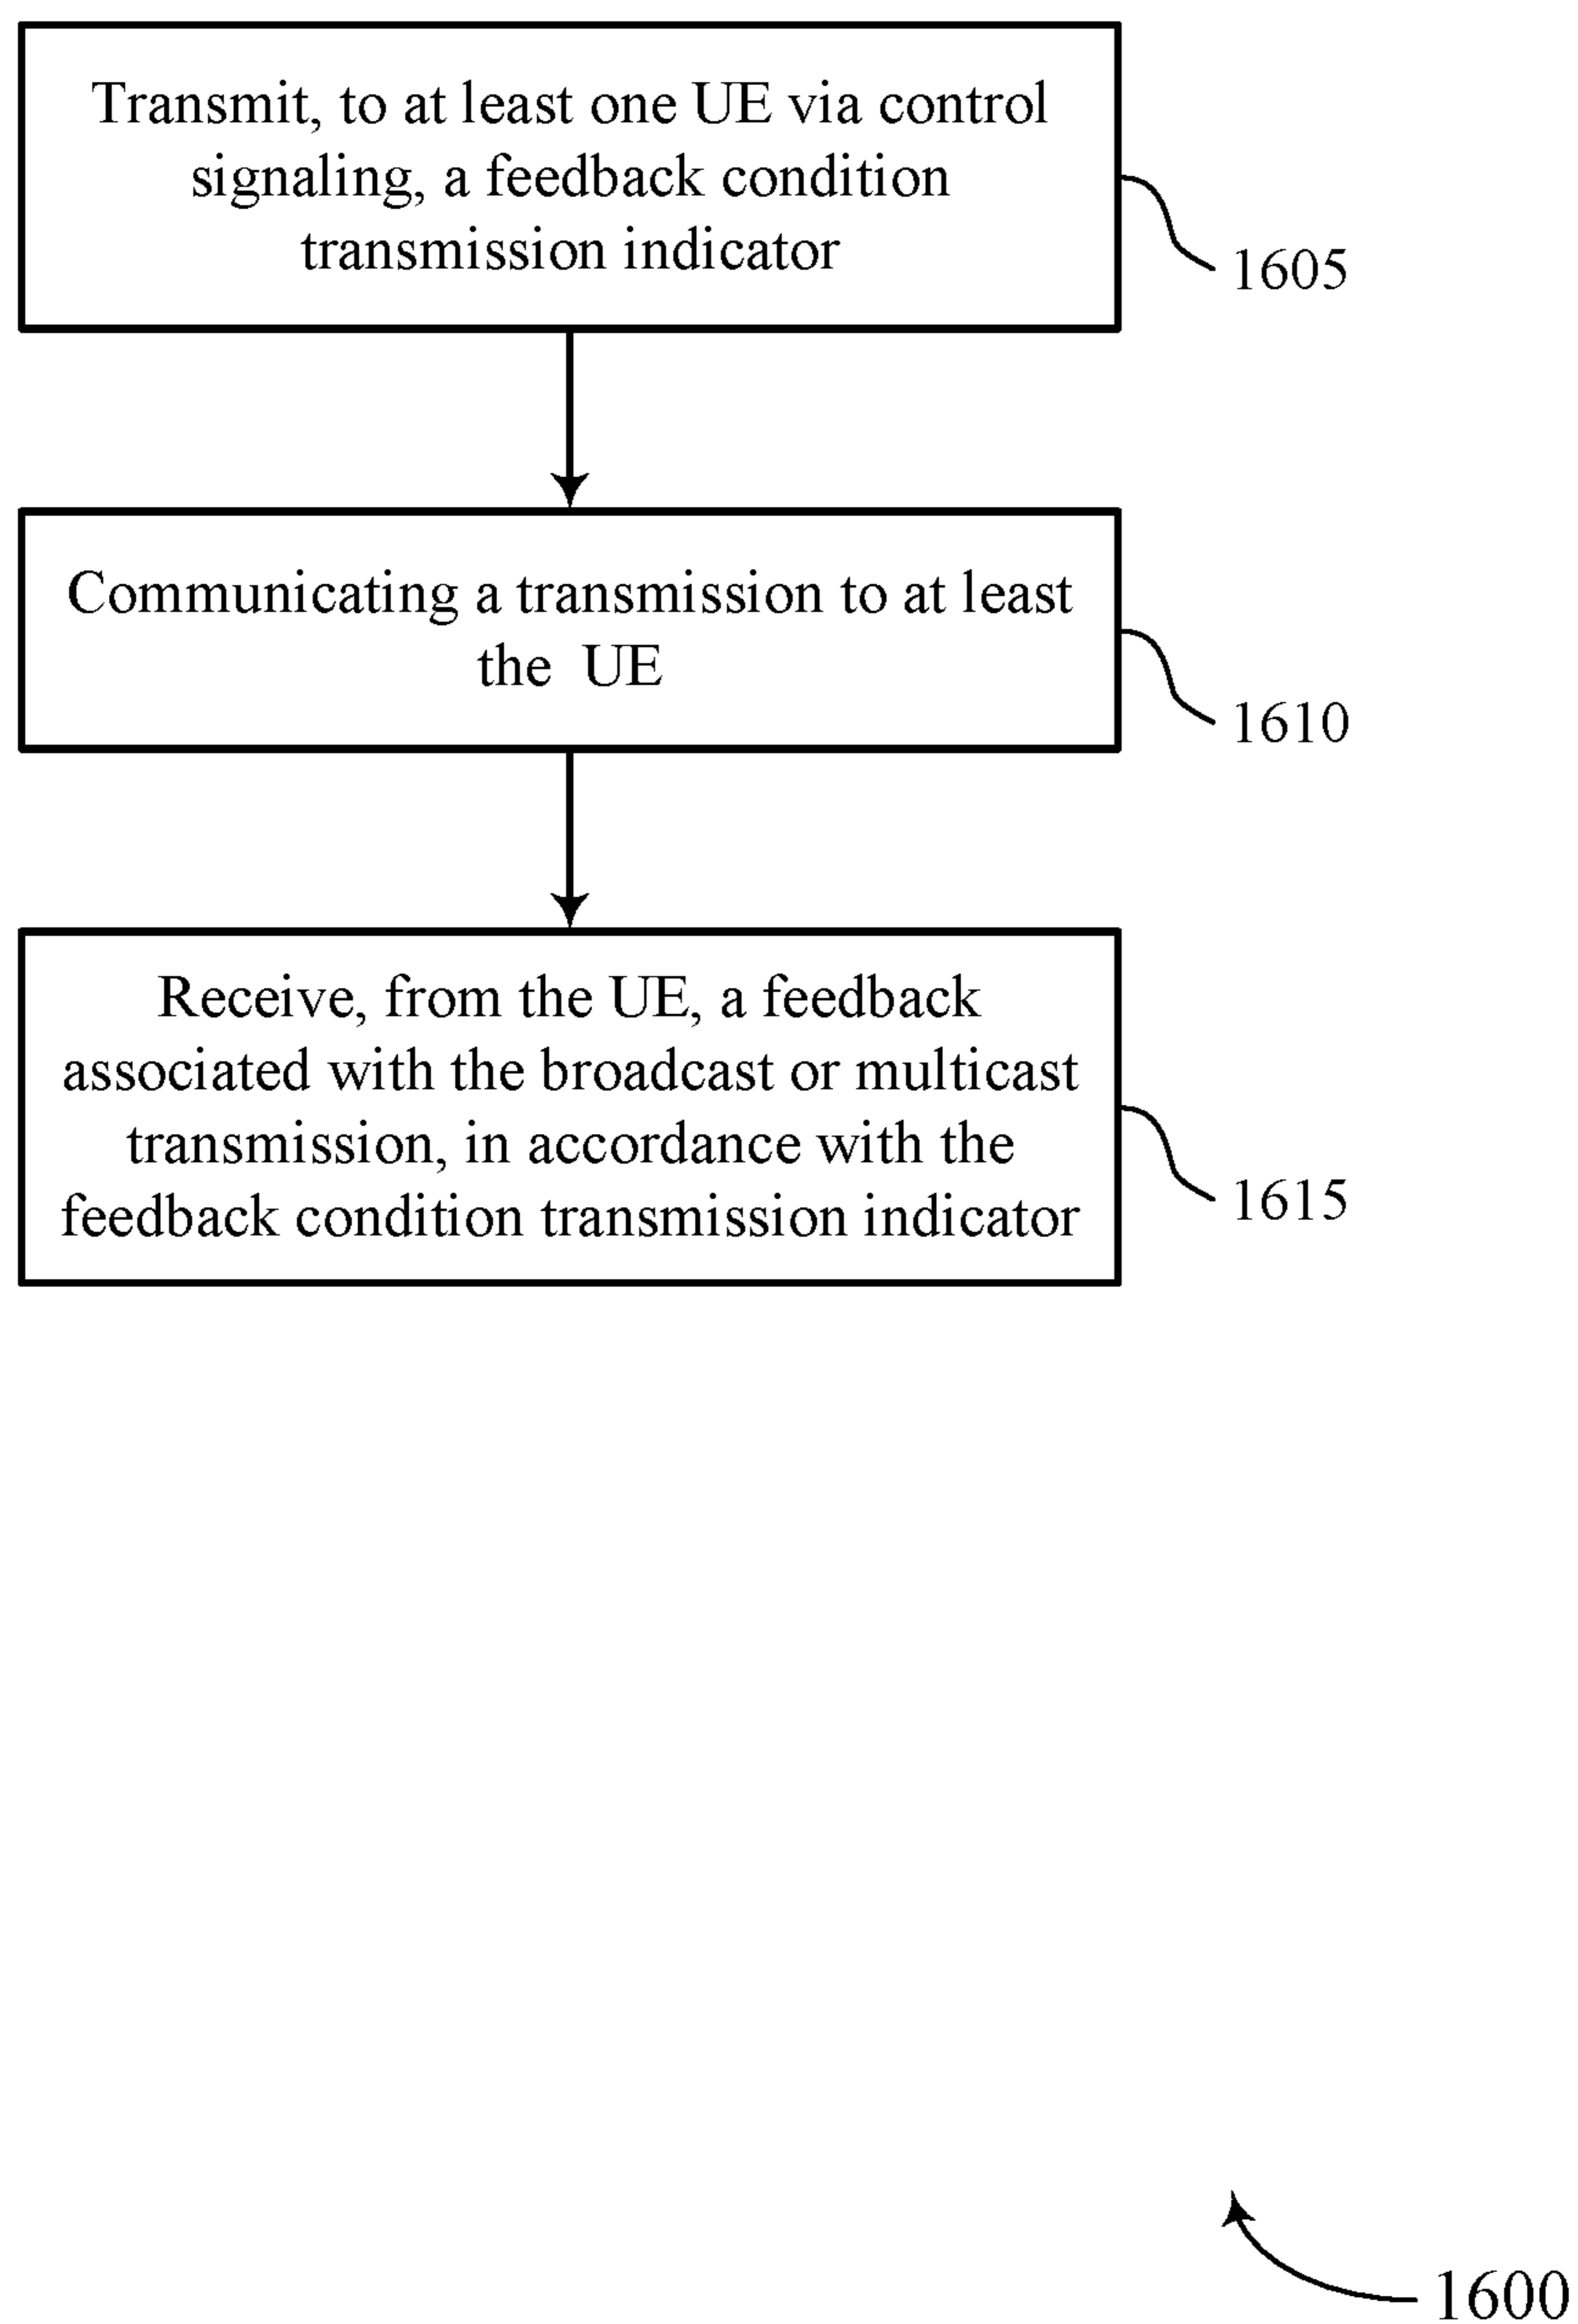 Transmit, to at least one UE via control
signaling, a feedback condition
transmission indicator
1605
Communicating a transmission to at least
the UE
1610
Receive, from the UE, a feedback
associated with the broadcast or multicast
transmission, in accordance with the
feedback condition transmission indicator
1615
1600